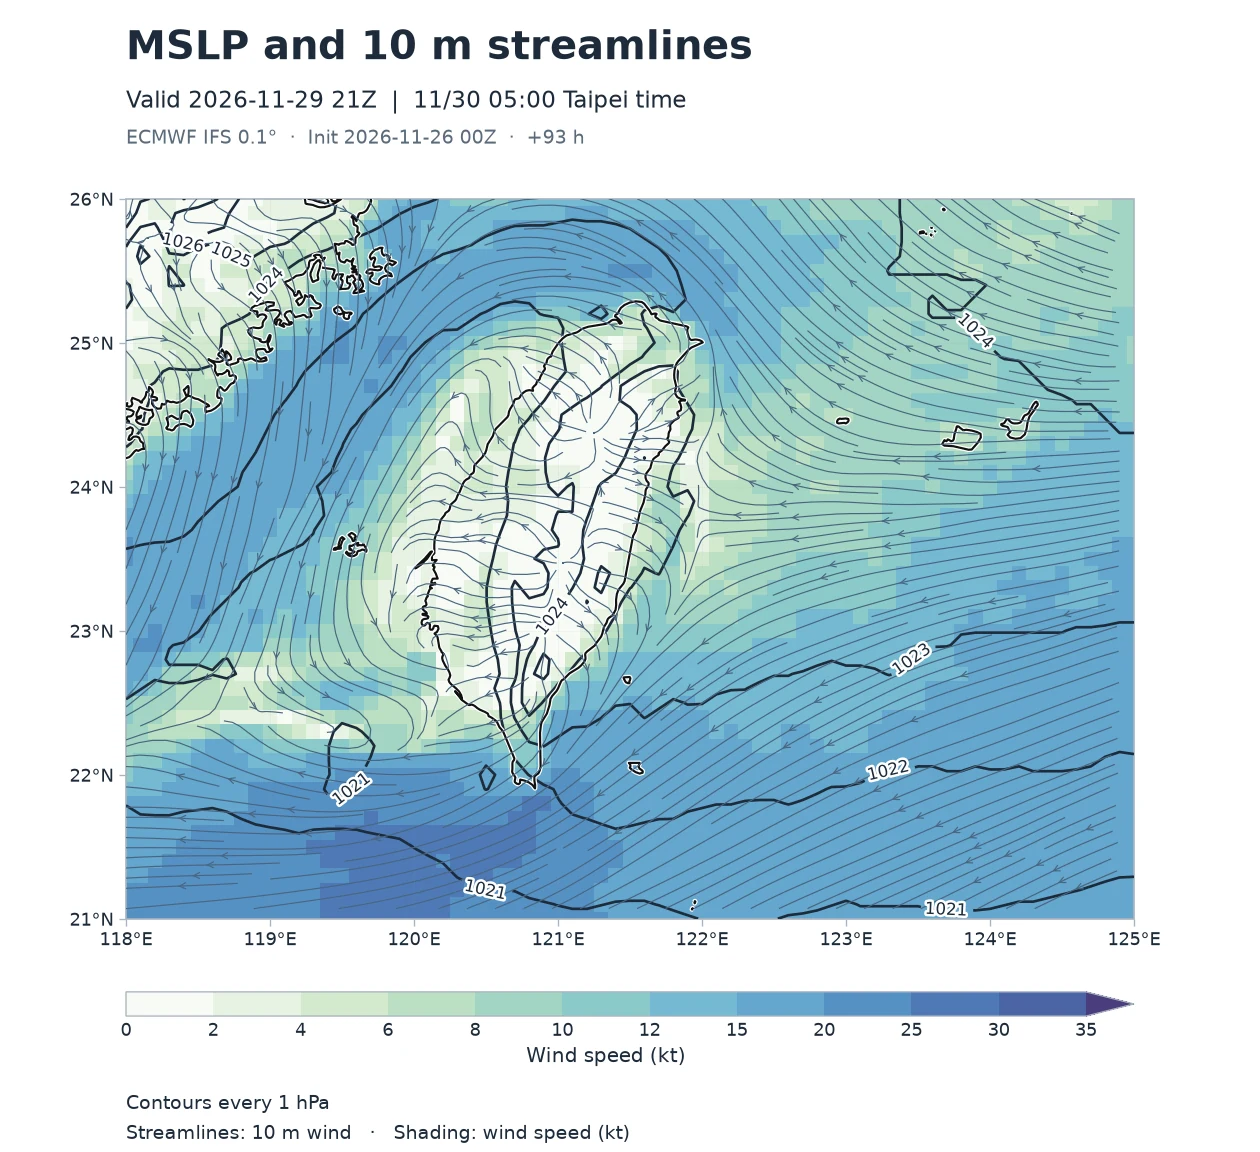 MSLP and 10 m streamlines
Valid 2026-11-29 21Z | 11/30 05:00 Taipei time
ECMWF IFS 0.1° · Init 2026-11-26 00Z · +93 h
26°N
1026
1025
1024
25°N
1024
24°N
1024
23°N
1023
22°N
1022
1021
1021
1021
21°N
118°E 119°E 120°E 121°E 122°E 123°E 124°E 125°E
0 2 4 6 8 10 12 15 20 25 30 35
Wind speed (kt)
Contours every 1 hPa
Streamlines: 10 m wind · Shading: wind speed (kt)